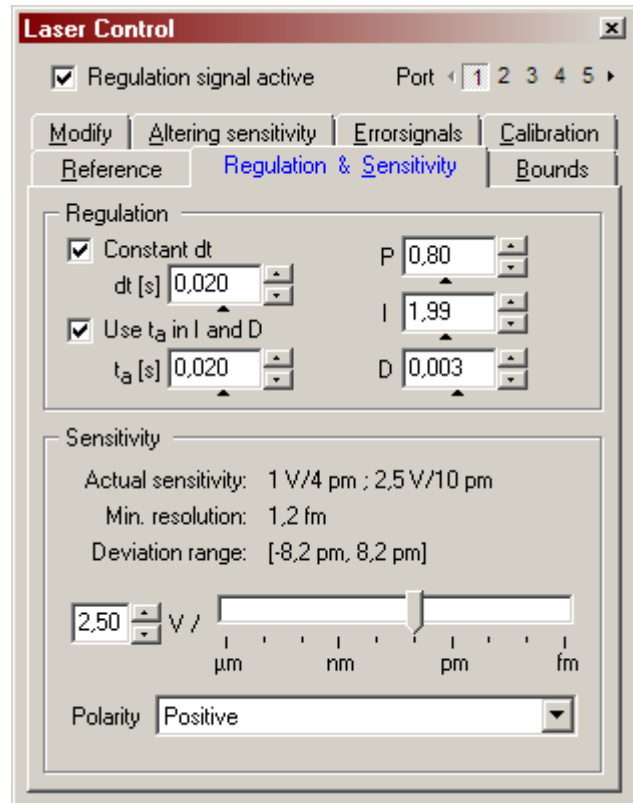 Laser Control
Regulation signal active Port 1 2 3 4 5
Modify Altering sensitivity Errorsignals Calibration
Reference Regulation & Sensitivity Bounds
Regulation
Constant dt P 0,80
dt [s] 0,020
I 1,99
Use ta in I and D
ta [s] 0,020 D 0,003
Sensitivity
Actual sensitivity: 1 V/4 pm ; 2,5 V/10 pm
Min. resolution: 1,2 fm
Deviation range: [-8,2 pm, 8,2 pm]
2,50 V /
µm nm pm fm
Polarity Positive